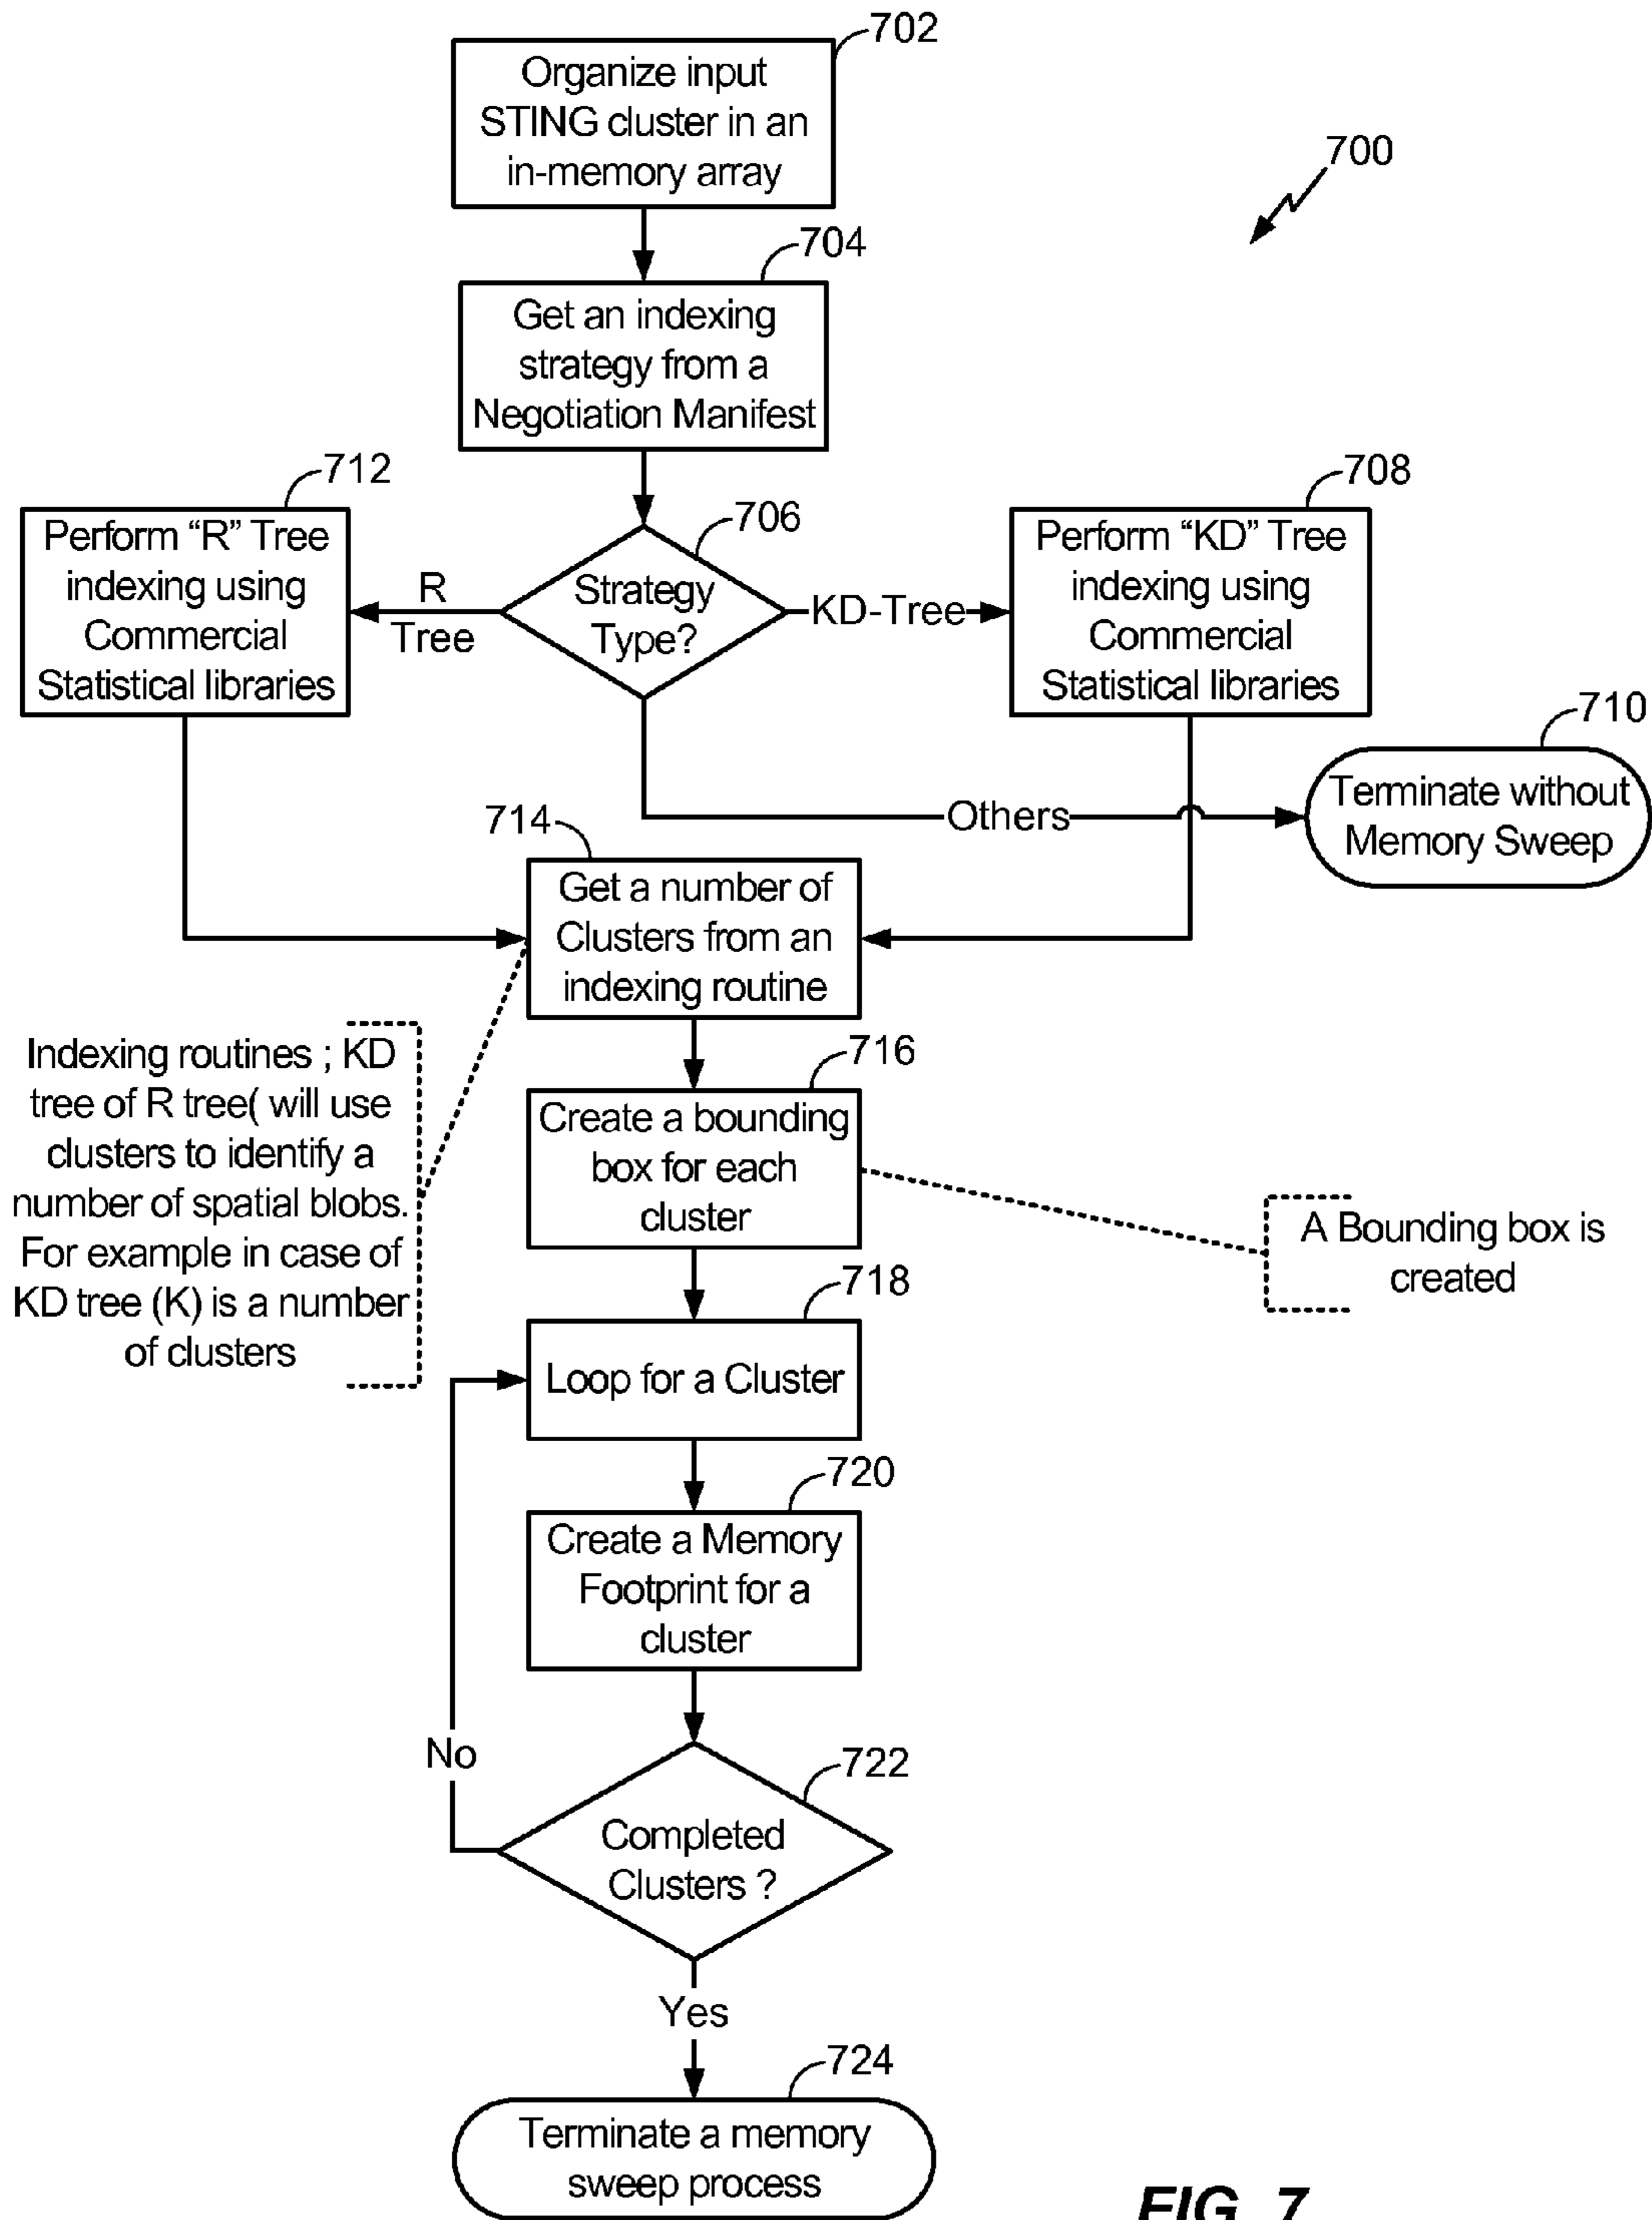 702
Organize input
STING cluster in an
in-memory array
700
704
Get an indexing
strategy from a
Negotiation Manifest
712
Perform “R” Tree
indexing using
Commercial
Statistical libraries
R
Tree
706
Strategy
Type?
KD-Tree
708
Perform “KD” Tree
indexing using
Commercial
Statistical libraries
710
Terminate without
Memory Sweep
Others
714
Get a number of
Clusters from an
indexing routine
Indexing routines ; KD
tree of R tree( will use
clusters to identify a
number of spatial blobs.
For example in case of
KD tree (K) is a number
of clusters
716
Create a bounding
box for each
cluster
A Bounding box is
created
718
Loop for a Cluster
720
Create a Memory
Footprint for a
cluster
No
722
Completed
Clusters ?
Yes
724
Terminate a memory
sweep process
FIG. 7